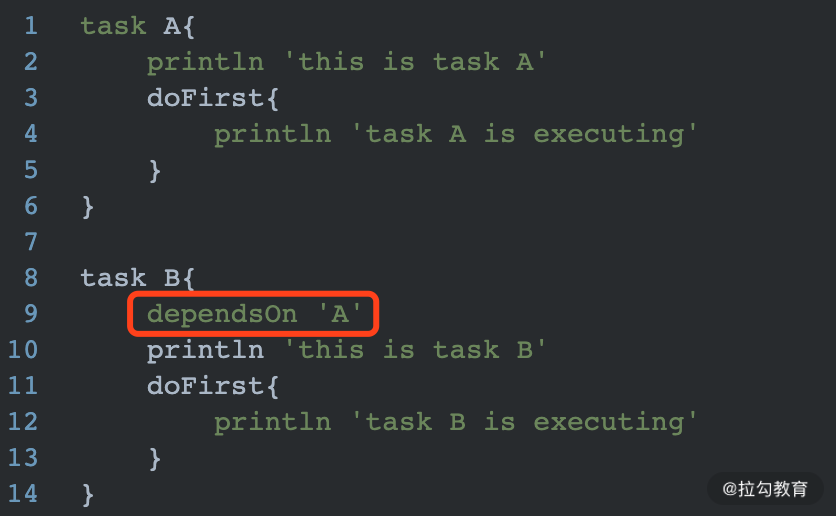 1 task A{
2 println 'this is task A'
3 doFirst{
4 println 'task A is executing'
5 }
6 }
7
8 task B{
9 dependsOn 'A'
10 println 'this is task B'
11 doFirst{
12 println 'task B is executing'
13 }
14 }
@拉勾教育